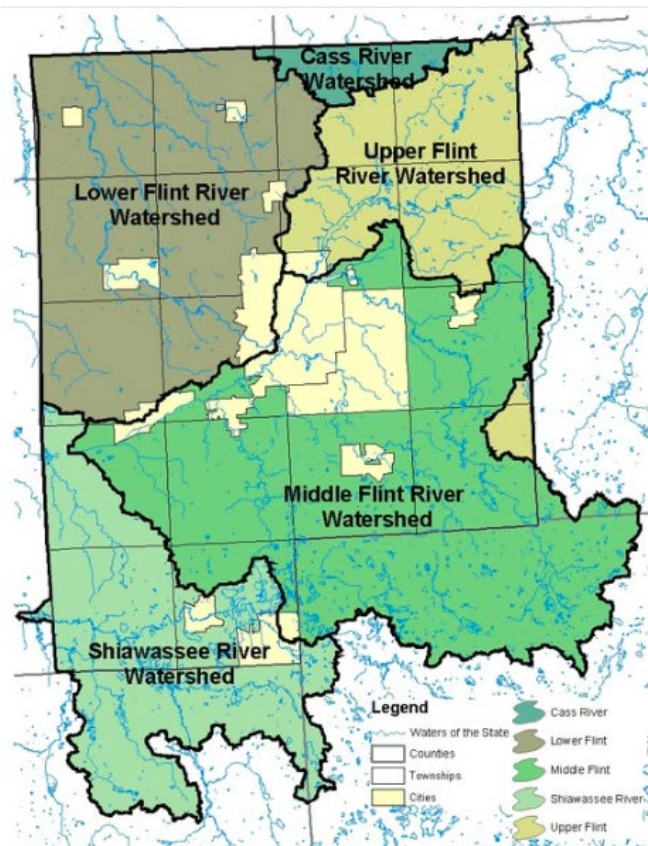 Cass River
Watershed
Upper Flint
River Watershed
Lower Flint River
Watershed
Middle Flint River
Watershed
Shiawassee River
Watershed
Legend
Waters of the State
Counties
Townships
Cities
Cass River
Lower Flint
Middle Flint
Shiawassee River
Upper Flint